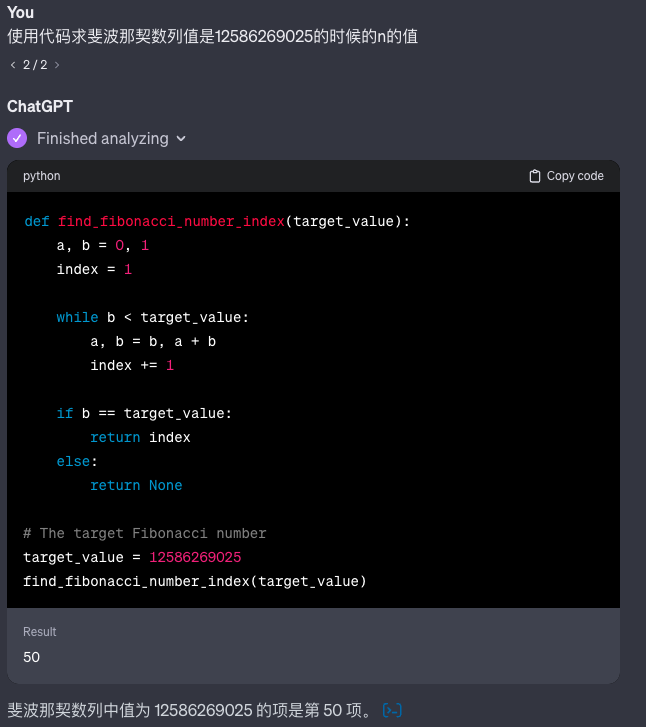 You
使用代码求斐波那契数列值是12586269025的时候的n的值
< 2 / 2 >
ChatGPT
Finished analyzing
python Copy code
def find_fibonacci_number_index(target_value):
    a, b = 0, 1
    index = 1

    while b < target_value:
        a, b = b, a + b
        index += 1

    if b == target_value:
        return index
    else:
        return None

# The target Fibonacci number
target_value = 12586269025
find_fibonacci_number_index(target_value)
Result
50
斐波那契数列中值为 12586269025 的项是第 50 项。 [>-]